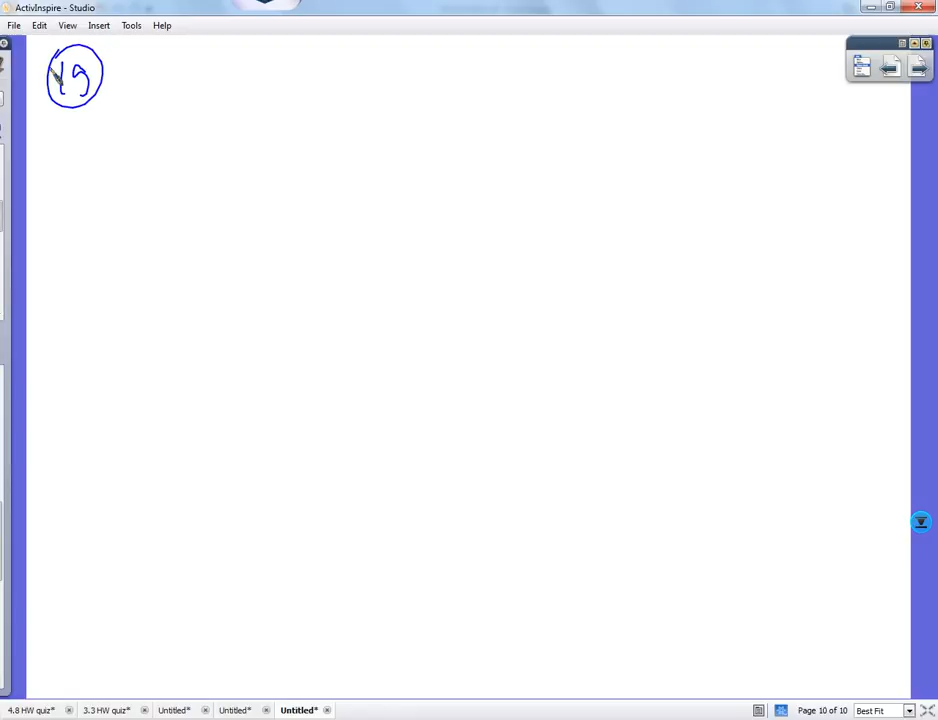 ActivInspire - Studio
File Edit View Insert Tools Help
19
4.8 HW quiz* 3.3 HW quiz* Untitled* Untitled* Untitled* Page 10 of 10 Best Fit